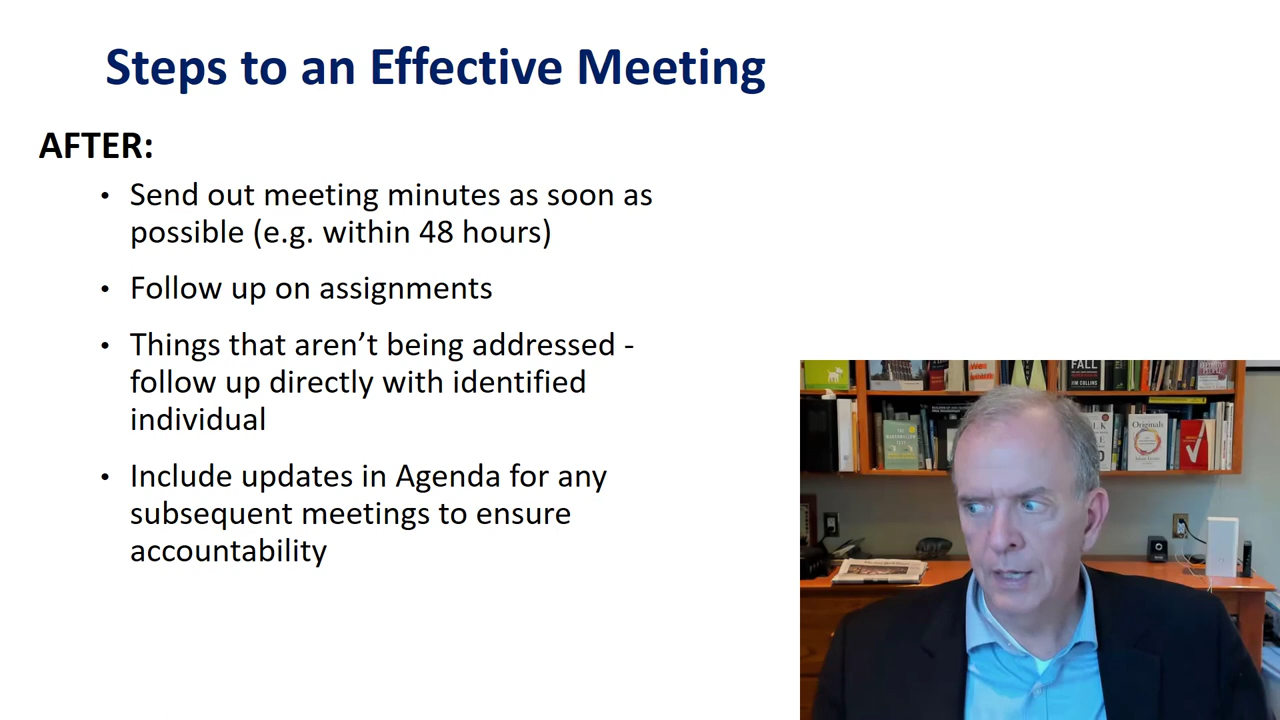 Steps to an Effective Meeting
AFTER:
• Send out meeting minutes as soon as
possible (e.g. within 48 hours)
• Follow up on assignments
• Things that aren’t being addressed -
follow up directly with identified
individual
• Include updates in Agenda for any
subsequent meetings to ensure
accountability
FALL
JIM COLLINS
Originals